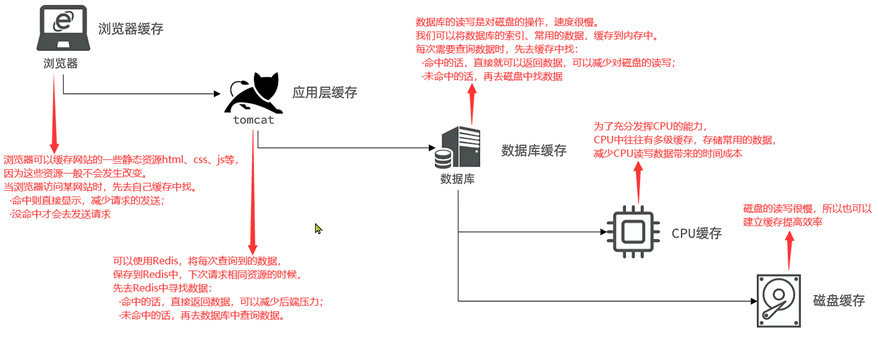 浏览器缓存
浏览器
浏览器可以缓存网站的一些静态资源html、css、js等，
因为这些资源一般不会发生改变。
当浏览器访问某网站时，先去自己缓存中找。
·命中则直接显示，减少请求的发送；
·没命中才会去发送请求
应用层缓存
tomcat
可以使用Redis，将每次查询到的数据，
保存到Redis中，下次请求相同资源的时候，
先去Redis中寻找数据：
·命中的话，直接返回数据，可以减少后端压力；
·未命中的话，再去数据库中查询数据。
数据库的读写是对磁盘的操作，速度很慢。
我们可以将数据库的索引、常用的数据，缓存到内存中。
每次需要查询数据时，先去缓存中找：
·命中的话，直接就可以返回数据，可以减少对磁盘的读写；
·未命中的话，再去磁盘中找数据
数据库缓存
数据库
为了充分发挥CPU的能力，
CPU中往往有多级缓存，存储常用的数据，
减少CPU读写数据带来的时间成本
CPU缓存
磁盘的读写很慢，所以也可以
建立缓存提高效率
磁盘缓存